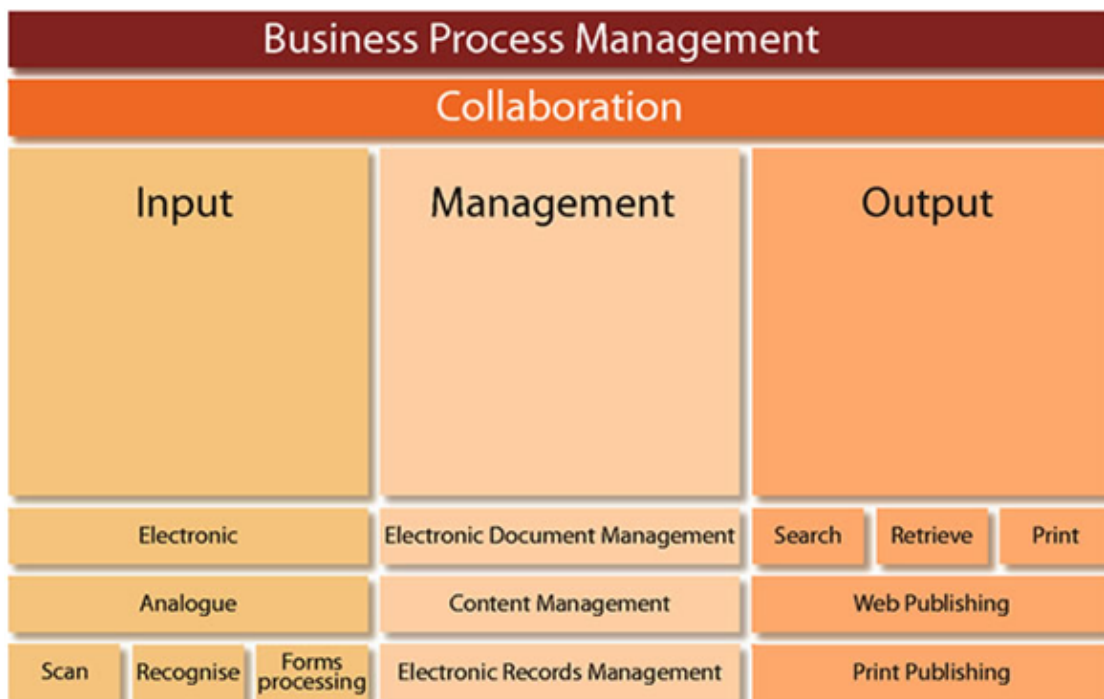 Business Process Management
Collaboration
Input
Management
Output
Electronic
Electronic Document Management
Search
Retrieve
Print
Analogue
Content Management
Web Publishing
Scan
Recognise
Forms
processing
Electronic Records Management
Print Publishing